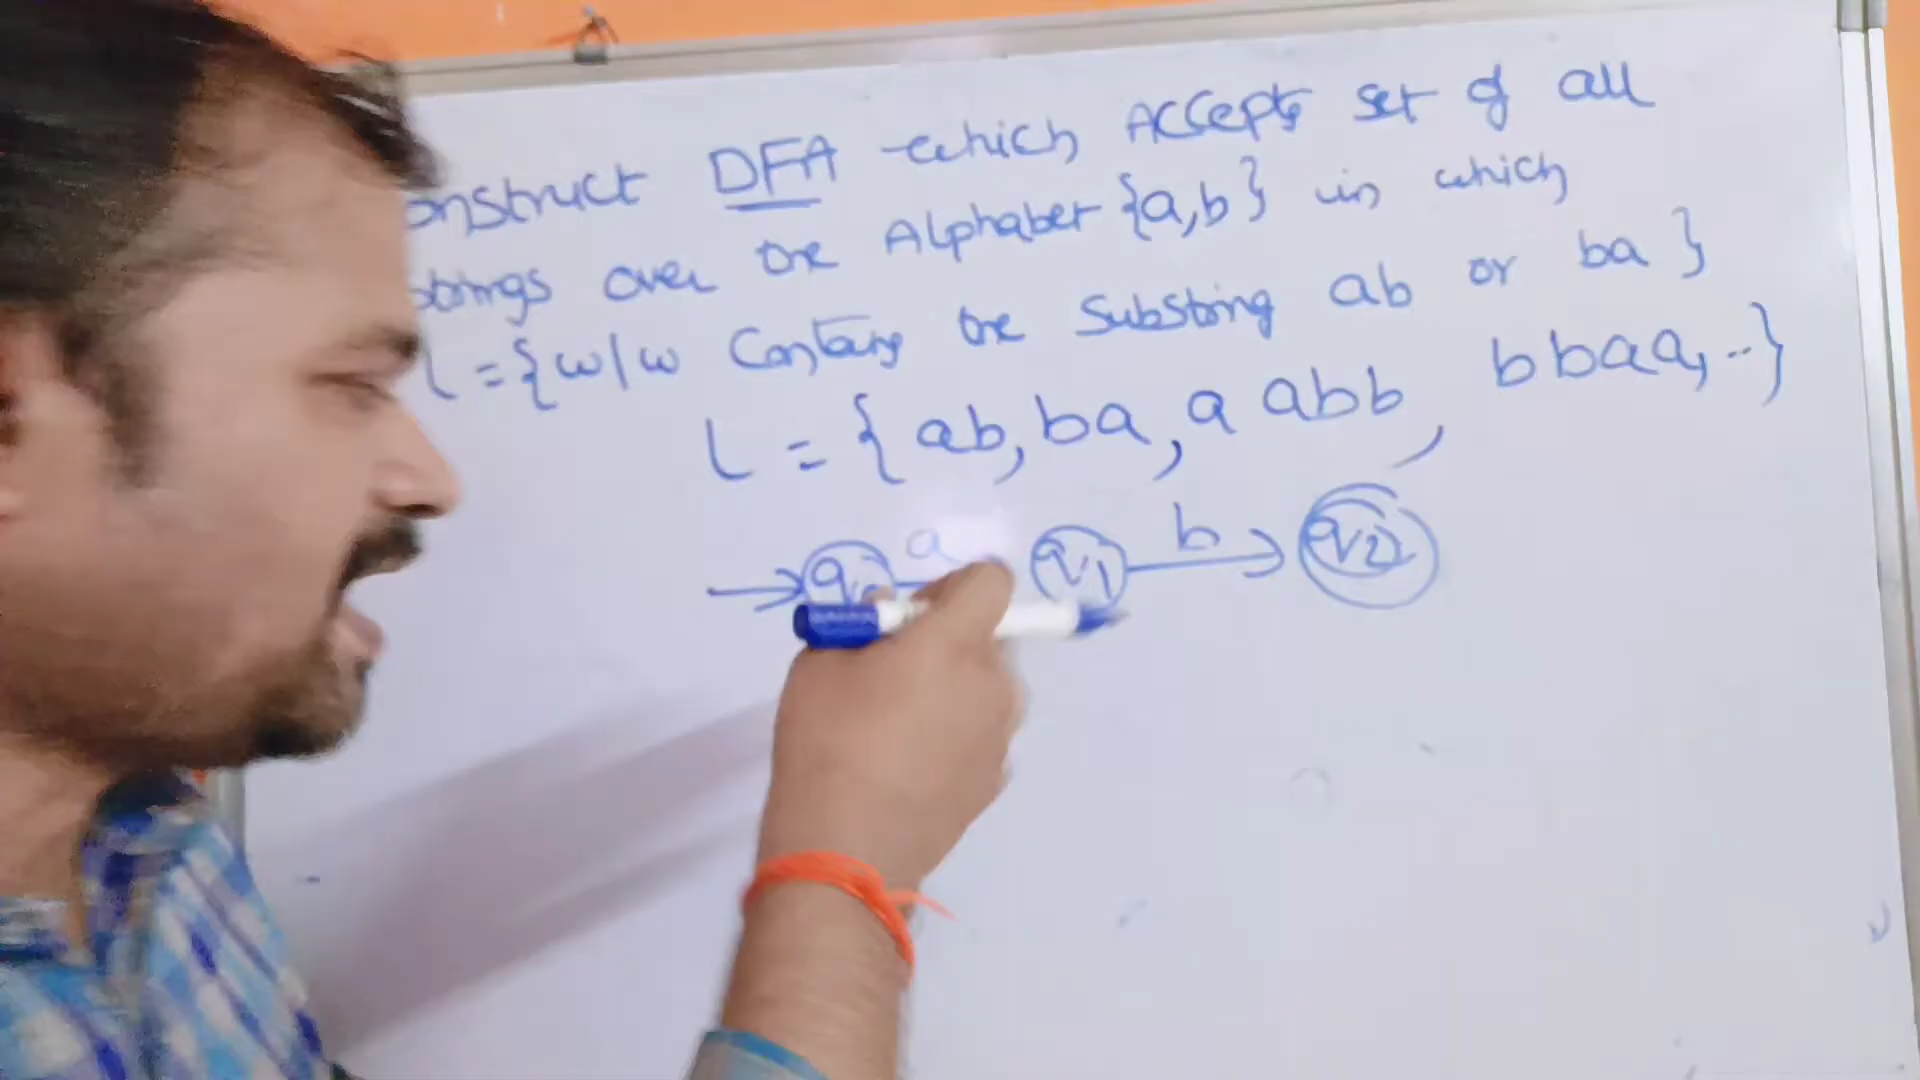 onstruct DFA which Accepts set of all
strings over the Alphabet {a,b} in which
L = {w/w Contains the Substring ab or ba }
L = { ab, ba, a abb, bbaa, ..}
a b
q0 q1 q2